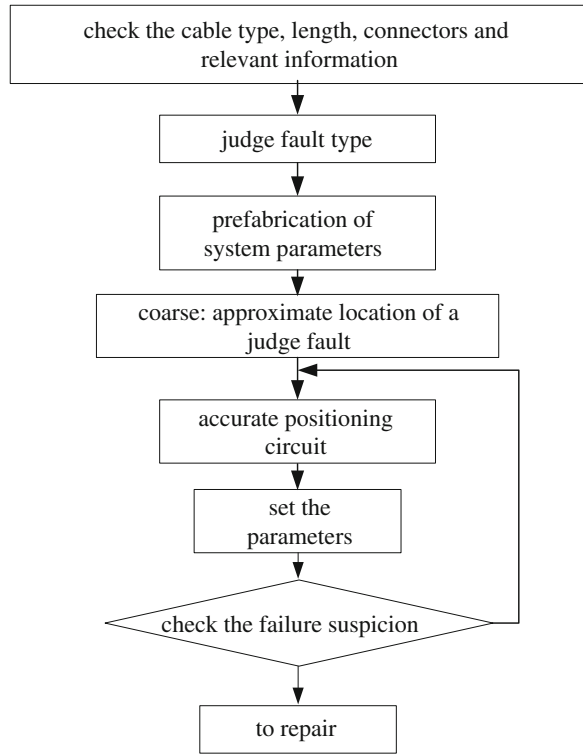 check the cable type, length, connectors and
relevant information
judge fault type
prefabrication of
system parameters
coarse: approximate location of a
judge fault
accurate positioning
circuit
set the
parameters
check the failure suspicion
to repair